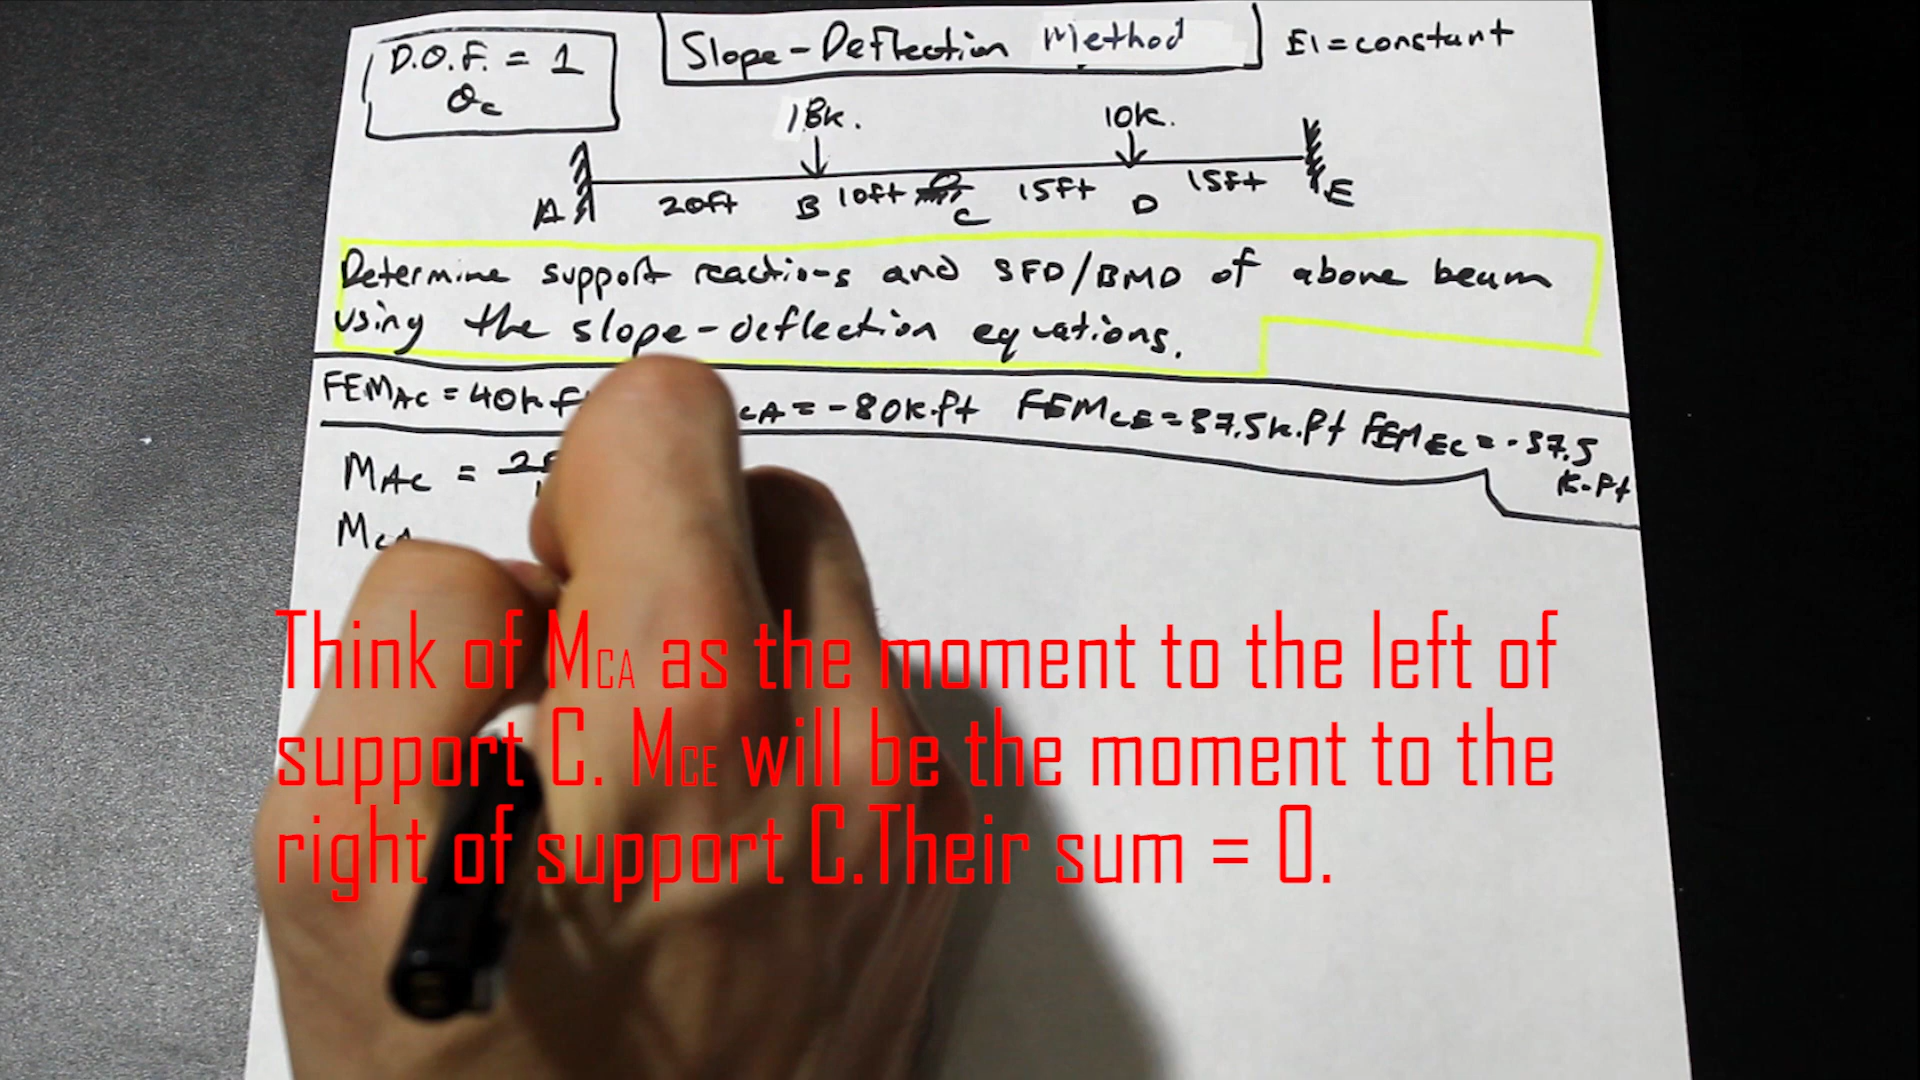 D.O.F. = 1
θc
Slope-Deflection Method
EI = constant
18k.
10k.
A
20ft
B
10ft
C
15ft
D
15ft
E
Determine support reactions and SFD/BMD of above beam
using the slope-deflection equations.
FEMAC = 40k.f CA = -80k.ft FEMCE = 37.5k.ft FEMEC = -37.5
k.ft
MAC = 2
MCA
Think of MCA as the moment to the left of
support C. MCE will be the moment to the
right of support C.Their sum = 0.